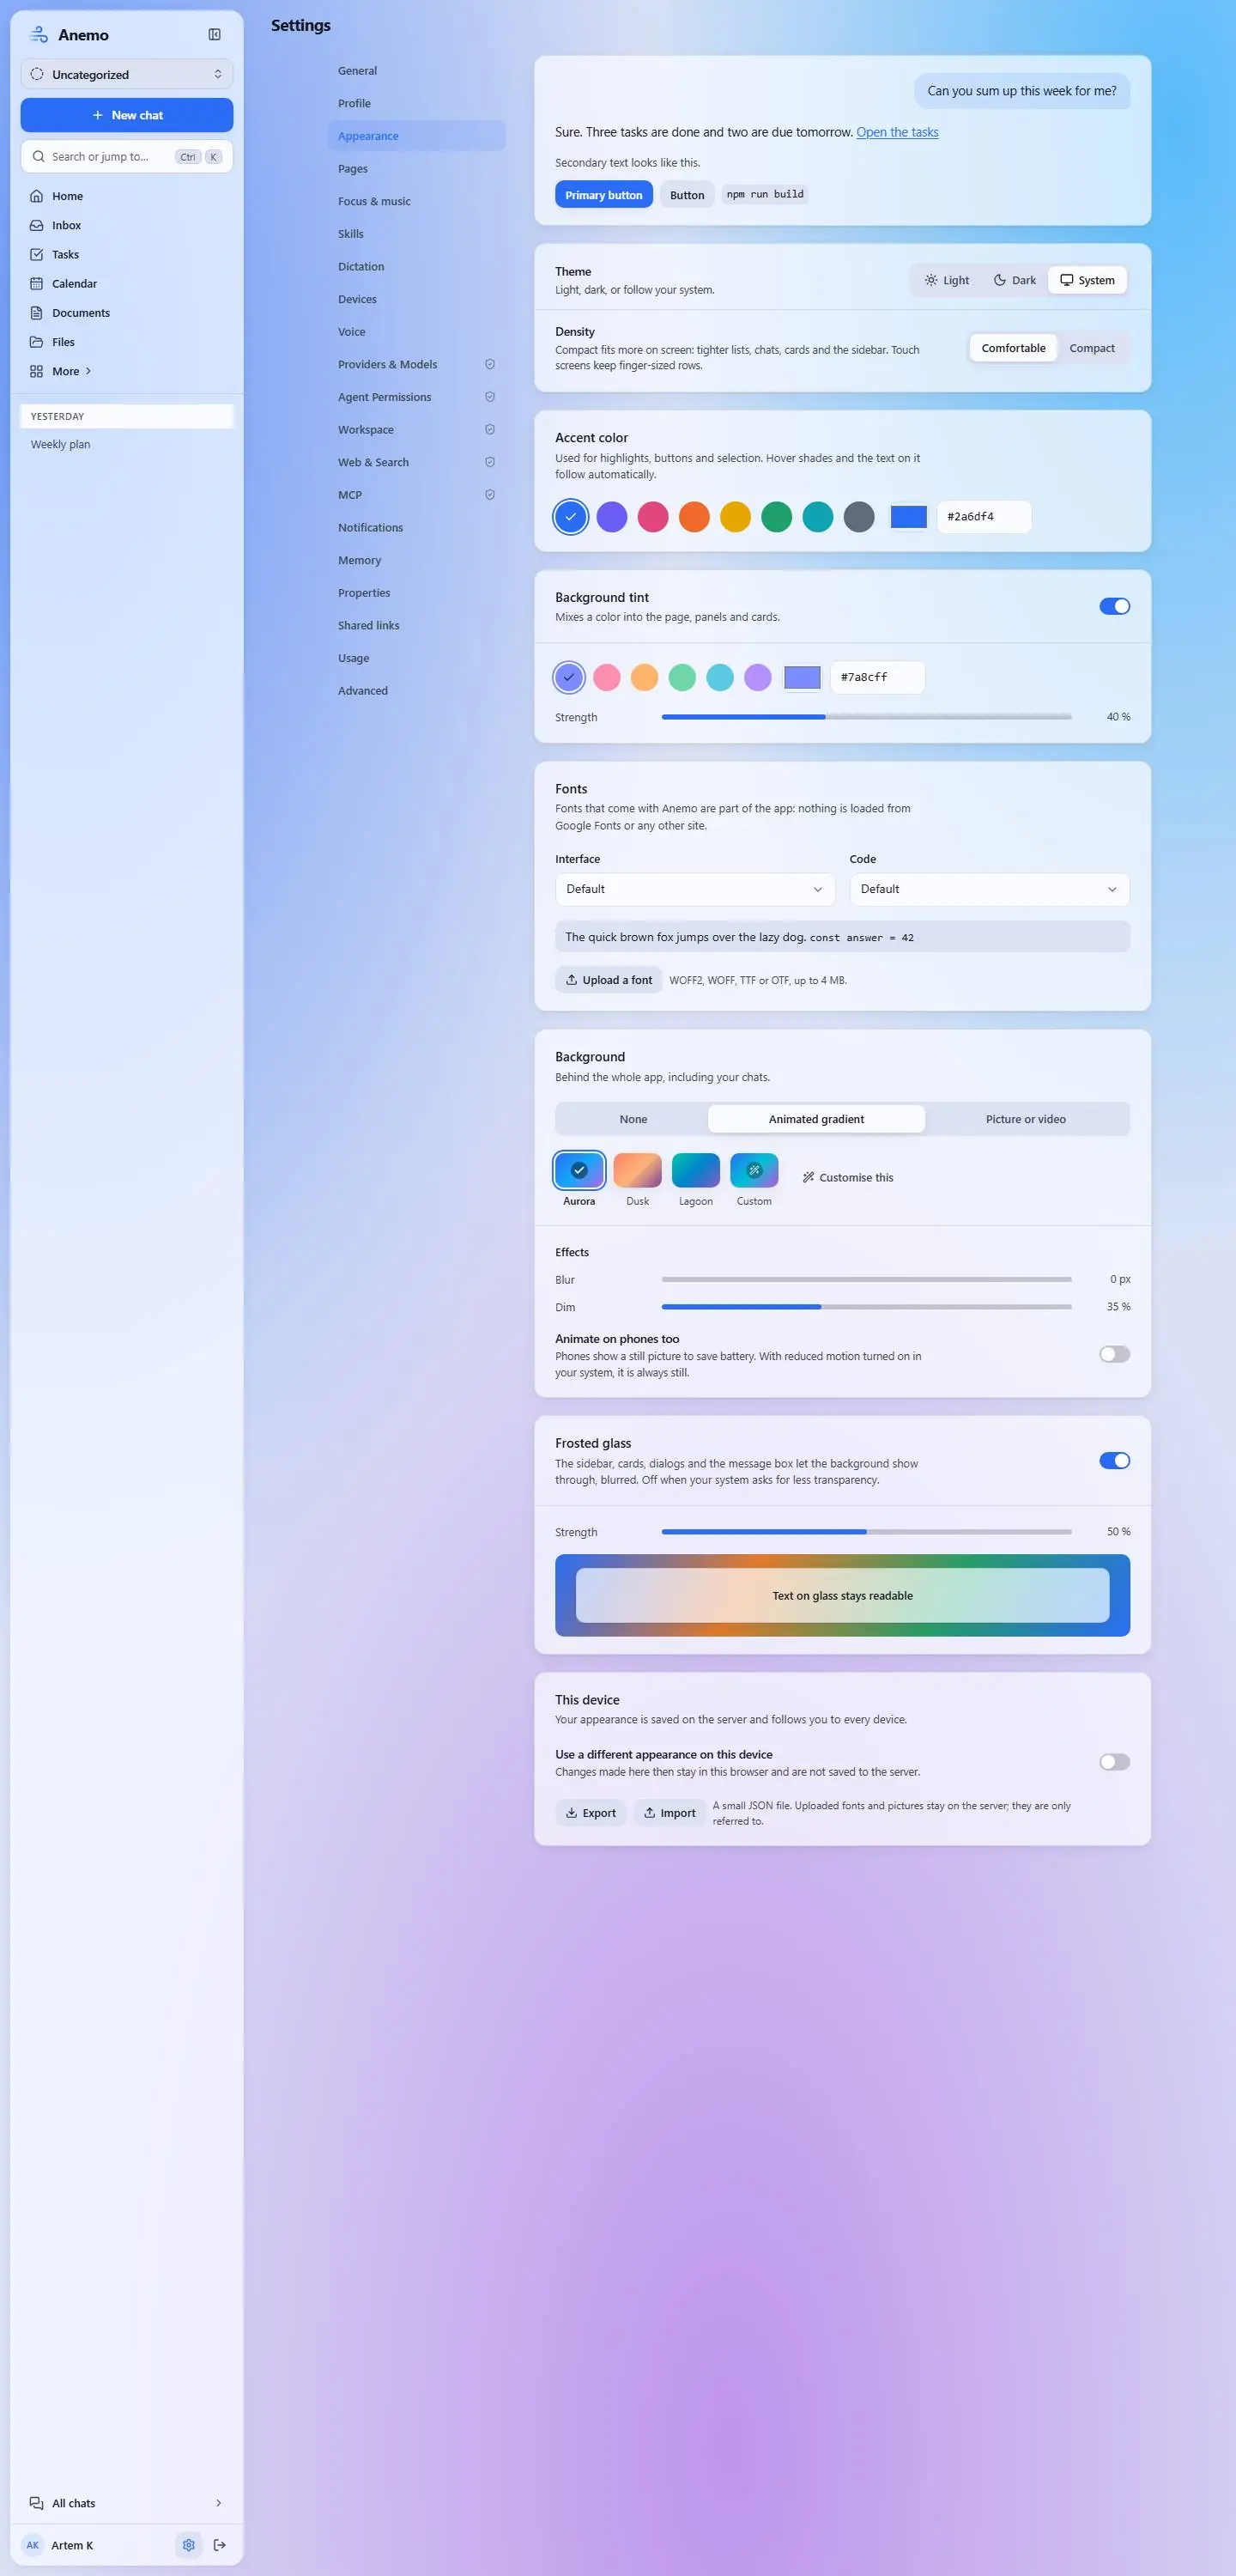 Anemo
Uncategorized
New chat
Search or jump to... Ctrl K
Home
Inbox
Tasks
Calendar
Documents
Files
More
YESTERDAY
Weekly plan
All chats
AK Artem K
Settings
General
Profile
Appearance
Pages
Focus & music
Skills
Dictation
Devices
Voice
Providers & Models
Agent Permissions
Workspace
Web & Search
MCP
Notifications
Memory
Properties
Shared links
Usage
Advanced
Can you sum up this week for me?
Sure. Three tasks are done and two are due tomorrow. Open the tasks
Secondary text looks like this.
Primary button Button npm run build
Theme
Light, dark, or follow your system.
Light Dark System
Density
Compact fits more on screen: tighter lists, chats, cards and the sidebar. Touch
screens keep finger-sized rows.
Comfortable Compact
Accent color
Used for highlights, buttons and selection. Hover shades and the text on it
follow automatically.
#2a6df4
Background tint
Mixes a color into the page, panels and cards.
#7a8cff
Strength 40 %
Fonts
Fonts that come with Anemo are part of the app: nothing is loaded from
Google Fonts or any other site.
Interface Code
Default Default
The quick brown fox jumps over the lazy dog. const answer = 42
Upload a font WOFF2, WOFF, TTF or OTF, up to 4 MB.
Background
Behind the whole app, including your chats.
None Animated gradient Picture or video
Aurora Dusk Lagoon Custom Customise this
Effects
Blur 0 px
Dim 35 %
Animate on phones too
Phones show a still picture to save battery. With reduced motion turned on in
your system, it is always still.
Frosted glass
The sidebar, cards, dialogs and the message box let the background show
through, blurred. Off when your system asks for less transparency.
Strength 50 %
Text on glass stays readable
This device
Your appearance is saved on the server and follows you to every device.
Use a different appearance on this device
Changes made here then stay in this browser and are not saved to the server.
Export Import A small JSON file. Uploaded fonts and pictures stay on the server; they are only
referred to.